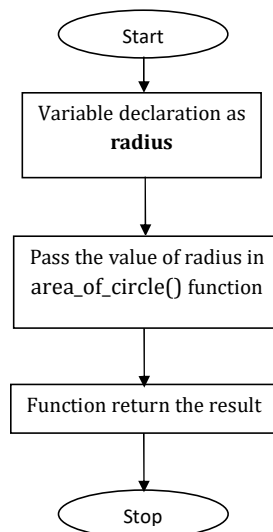 Start
Variable declaration as
radius
Pass the value of radius in
area_of_circle() function
Function return the result
Stop